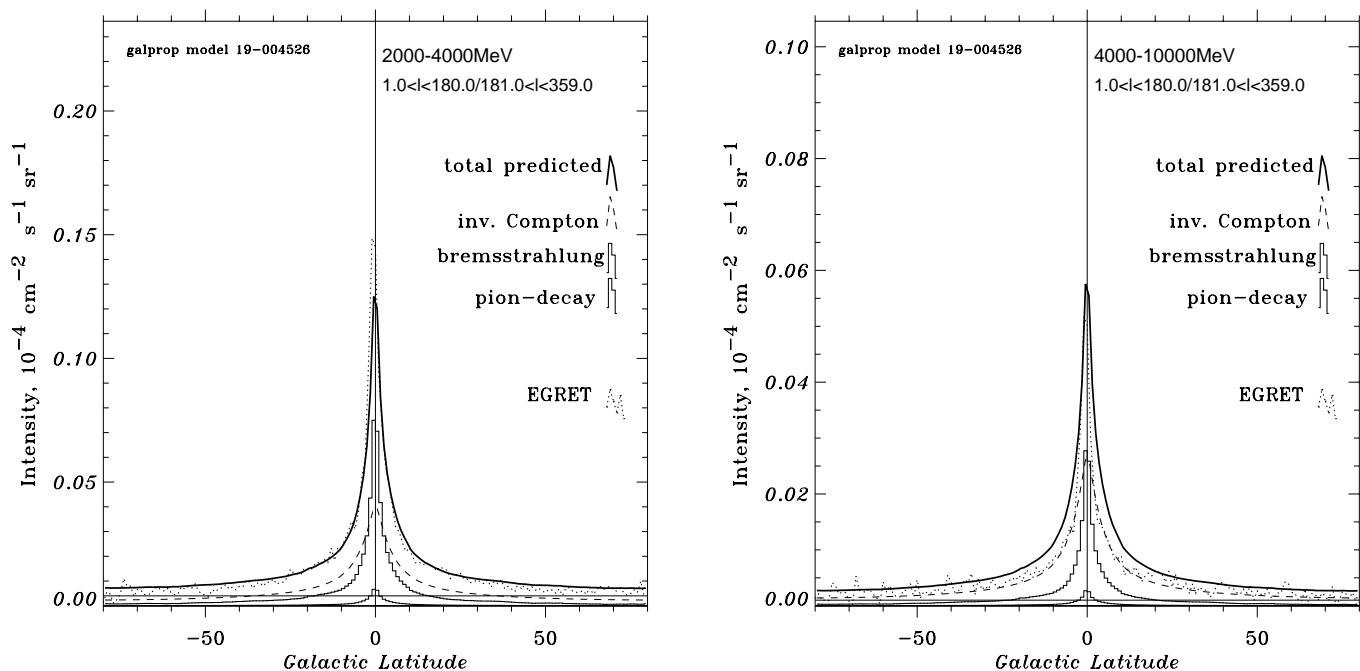 galprop model 19-004526
2000-4000MeV
1.0<l<180.0/181.0<l<359.0
total predicted
inv. Compton
bremsstrahlung
pion-decay
EGRET
Intensity, 10⁻⁴ cm⁻² s⁻¹ sr⁻¹
0.20
0.15
0.10
0.05
0.00
−50 0 50
Galactic Latitude
galprop model 19-004526
4000-10000MeV
1.0<l<180.0/181.0<l<359.0
total predicted
inv. Compton
bremsstrahlung
pion-decay
EGRET
Intensity, 10⁻⁴ cm⁻² s⁻¹ sr⁻¹
0.10
0.08
0.06
0.04
0.02
0.00
−50 0 50
Galactic Latitude